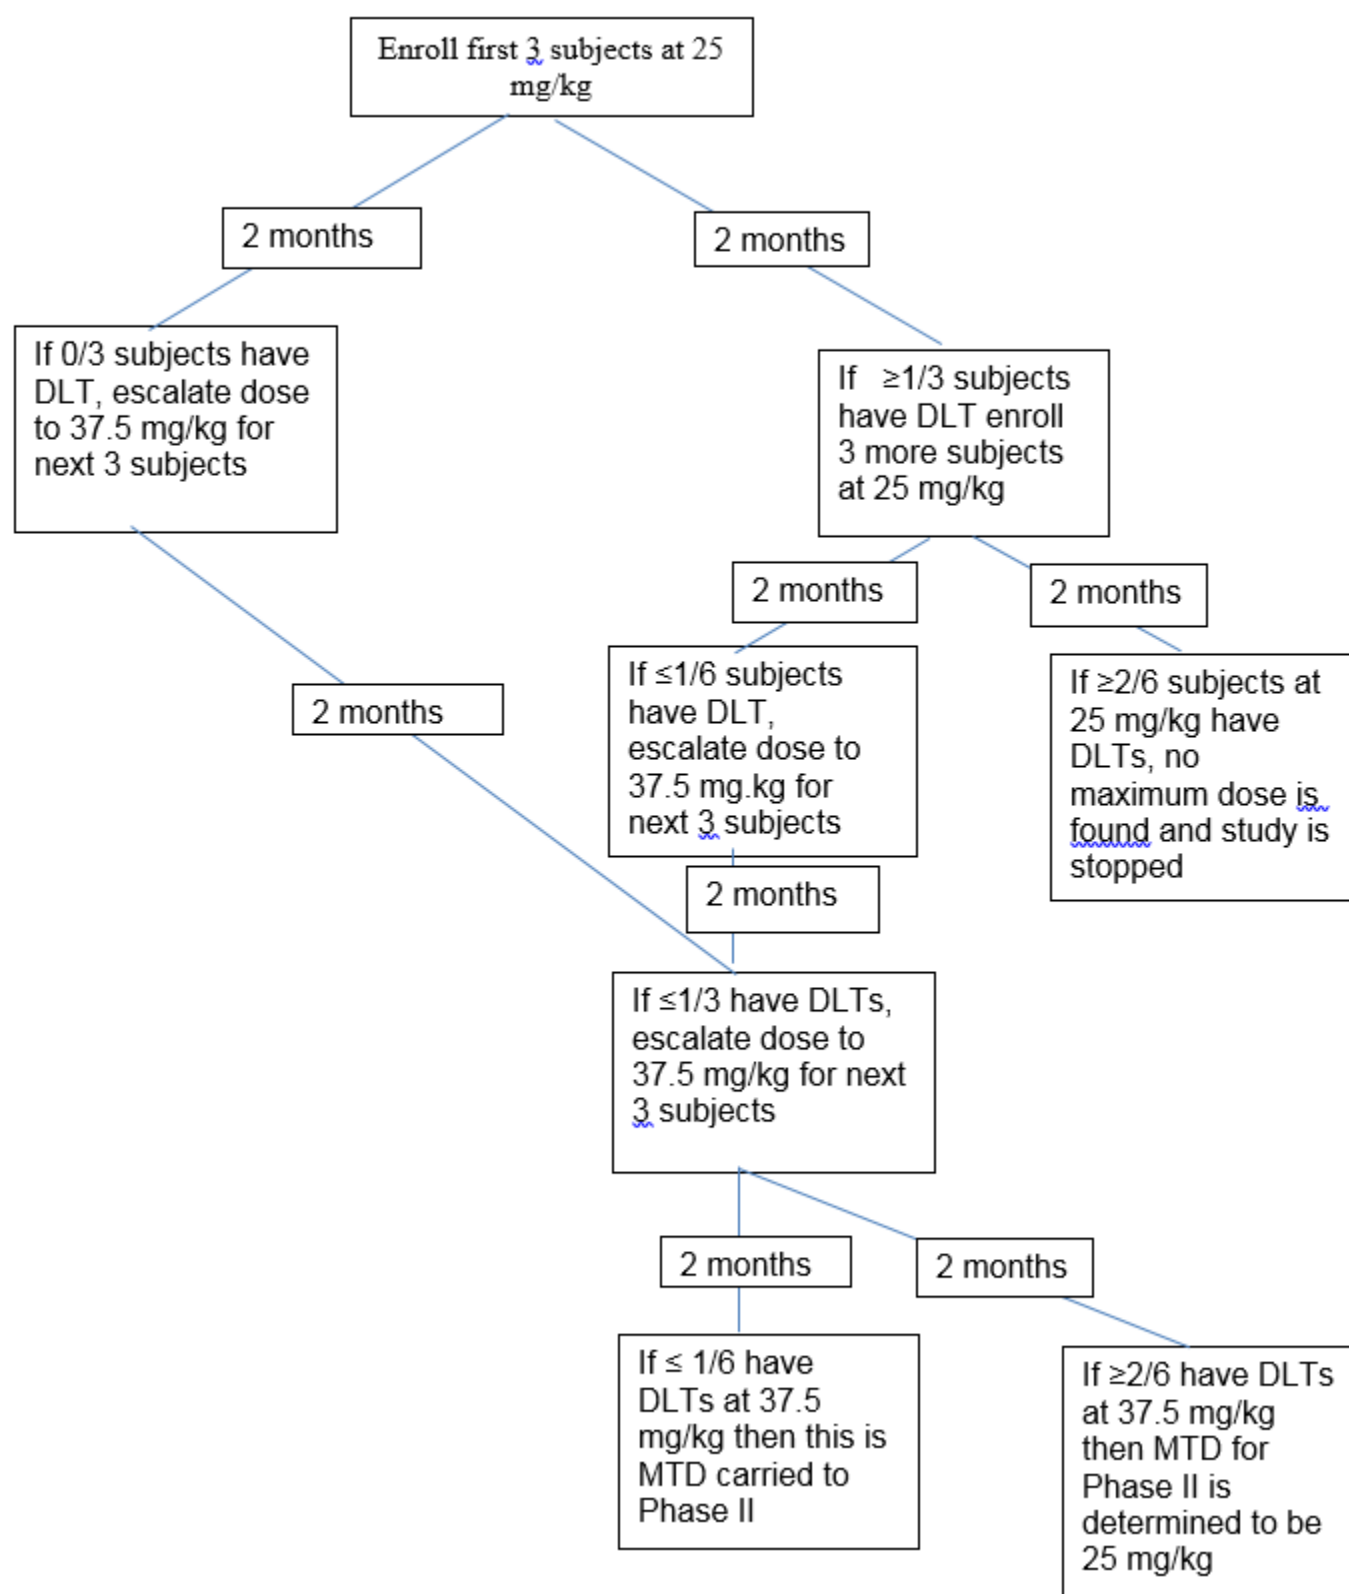 Enroll first 3 subjects at 25
mg/kg
2 months
2 months
If 0/3 subjects have
DLT, escalate dose
to 37.5 mg/kg for
next 3 subjects
If ≥1/3 subjects
have DLT enroll
3 more subjects
at 25 mg/kg
2 months
2 months
If ≤1/6 subjects
have DLT,
escalate dose to
37.5 mg.kg for
next 3 subjects
If ≥2/6 subjects at
25 mg/kg have
DLTs, no
maximum dose is
found and study is
stopped
2 months
2 months
If ≤1/3 have DLTs,
escalate dose to
37.5 mg/kg for next
3 subjects
2 months
2 months
If ≤ 1/6 have
DLTs at 37.5
mg/kg then this is
MTD carried to
Phase II
If ≥2/6 have DLTs
at 37.5 mg/kg
then MTD for
Phase II is
determined to be
25 mg/kg